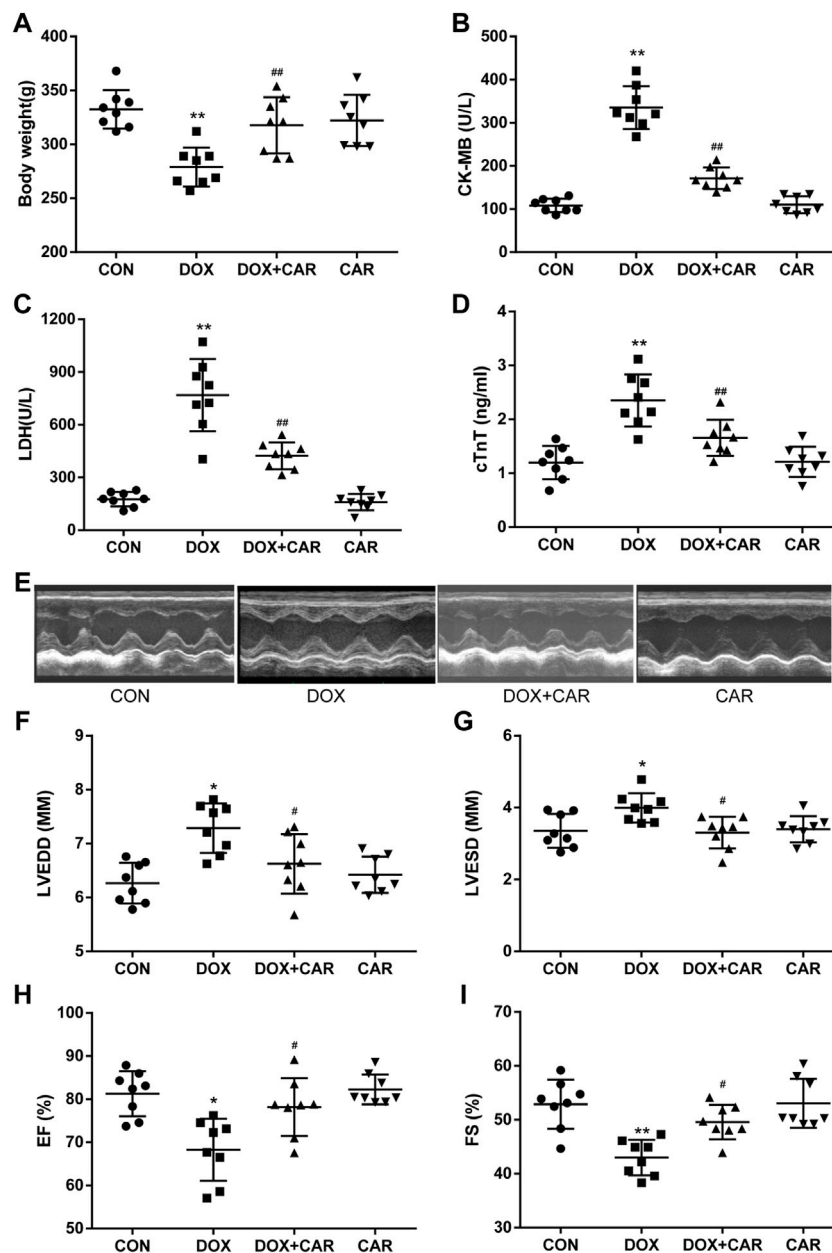 A
B
350
300
250
200
Body weight(g)
**
##
CON DOX DOX+CAR CAR
500
400
300
200
100
0
CK-MB (U/L)
**
##
CON DOX DOX+CAR CAR
C
D
1200
900
600
300
0
LDH(U/L)
**
##
CON DOX DOX+CAR CAR
4
3
2
1
0
cTnT (ng/ml)
**
##
CON DOX DOX+CAR CAR
E
CON DOX DOX+CAR CAR
F
G
9
8
7
6
5
LVEDD (MM)
*
#
CON DOX DOX+CAR CAR
6
4
2
0
LVESD (MM)
*
#
CON DOX DOX+CAR CAR
H
I
100
90
80
70
60
50
EF (%)
*
#
CON DOX DOX+CAR CAR
70
60
50
40
30
FS (%)
**
#
CON DOX DOX+CAR CAR